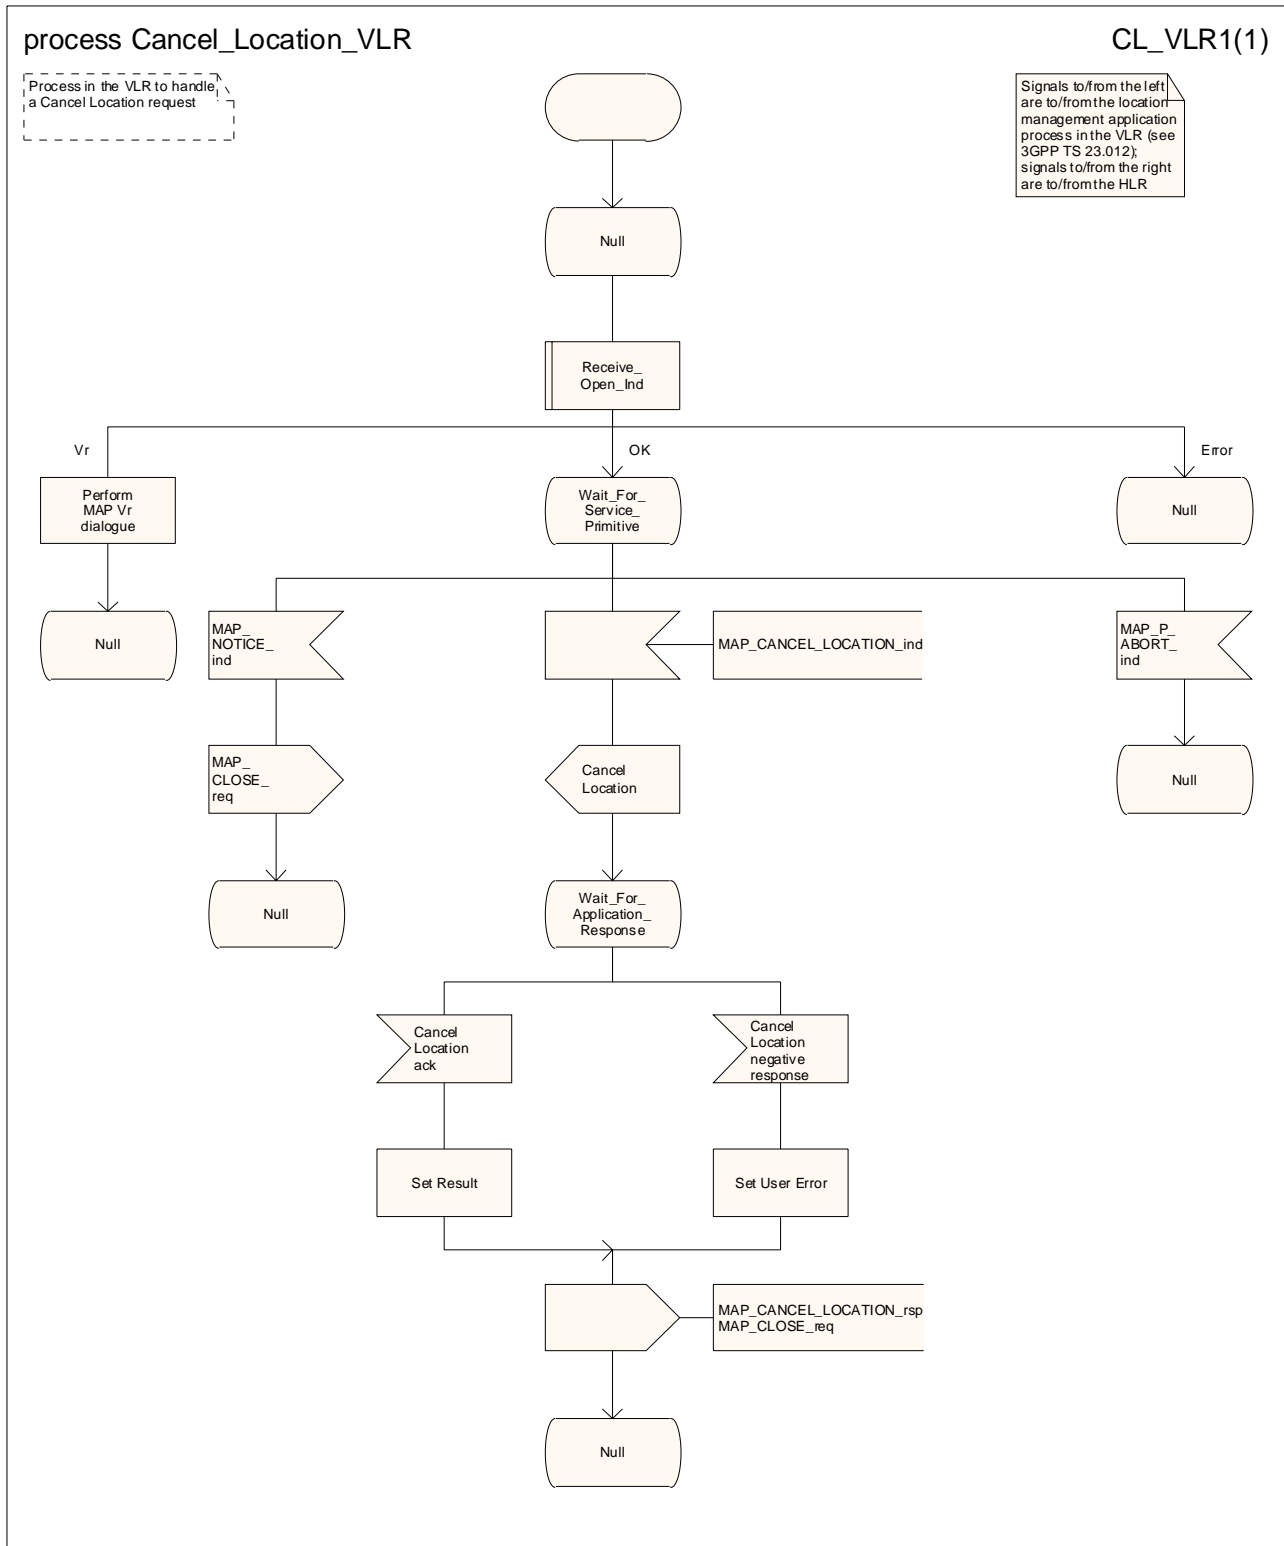 process Cancel_Location_VLR
CL_VLR1(1)
Process in the VLR to handle
a Cancel Location request
Signals to/from the left
are to/from the location
management application
process in the VLR (see
3GPP TS 23.012);
signals to/from the right
are to/from the HLR
Null
Receive_
Open_Ind
Vr
OK
Error
Perform
MAP Vr
dialogue
Wait_For_
Service_
Primitive
Null
Null
MAP_
NOTICE_
ind
MAP_CANCEL_LOCATION_ind
MAP_P_
ABORT_
ind
MAP_
CLOSE_
req
Cancel
Location
Null
Null
Wait_For_
Application_
Response
Cancel
Location
ack
Cancel
Location
negative
response
Set Result
Set User Error
MAP_CANCEL_LOCATION_rsp
MAP_CLOSE_req
Null